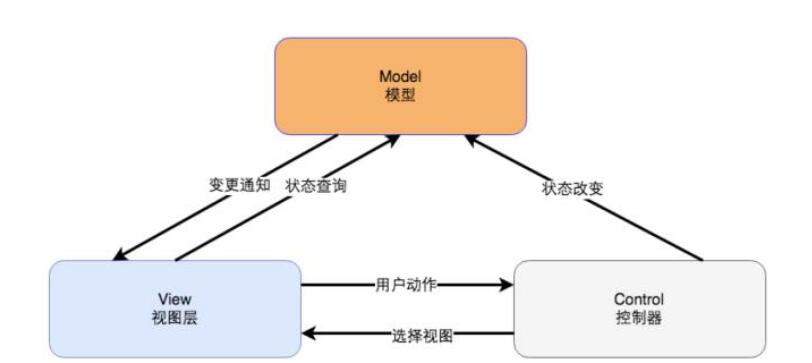 Model
模型
变更通知
状态查询
状态改变
View
视图层
用户动作
选择视图
Control
控制器